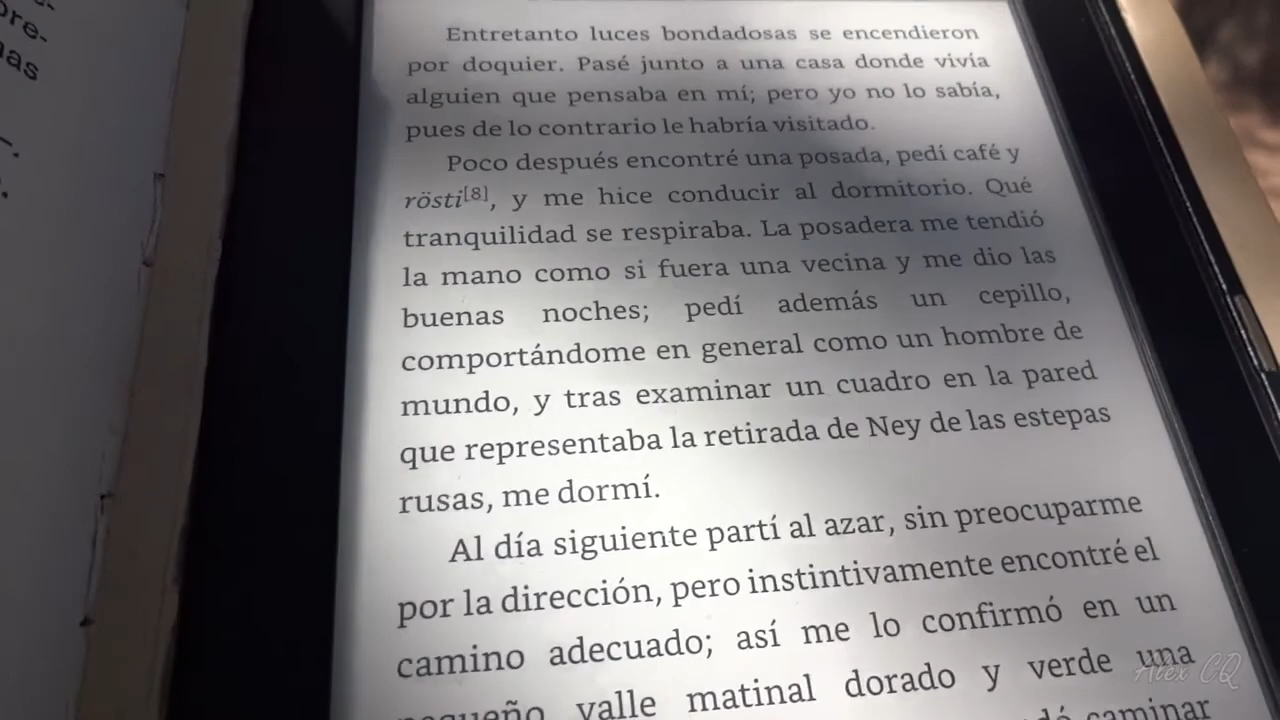 Entretanto luces bondadosas se encendieron
por doquier. Pasé junto a una casa donde vivía
alguien que pensaba en mí; pero yo no lo sabía,
pues de lo contrario le habría visitado.
Poco después encontré una posada, pedí café y
rösti[8], y me hice conducir al dormitorio. Qué
tranquilidad se respiraba. La posadera me tendió
la mano como si fuera una vecina y me dio las
buenas noches; pedí además un cepillo,
comportándome en general como un hombre de
mundo, y tras examinar un cuadro en la pared
que representaba la retirada de Ney de las estepas
rusas, me dormí.
Al día siguiente partí al azar, sin preocuparme
por la dirección, pero instintivamente encontré el
camino adecuado; así me lo confirmó en un
pequeño valle matinal dorado y verde una
caminar
Alex CQ